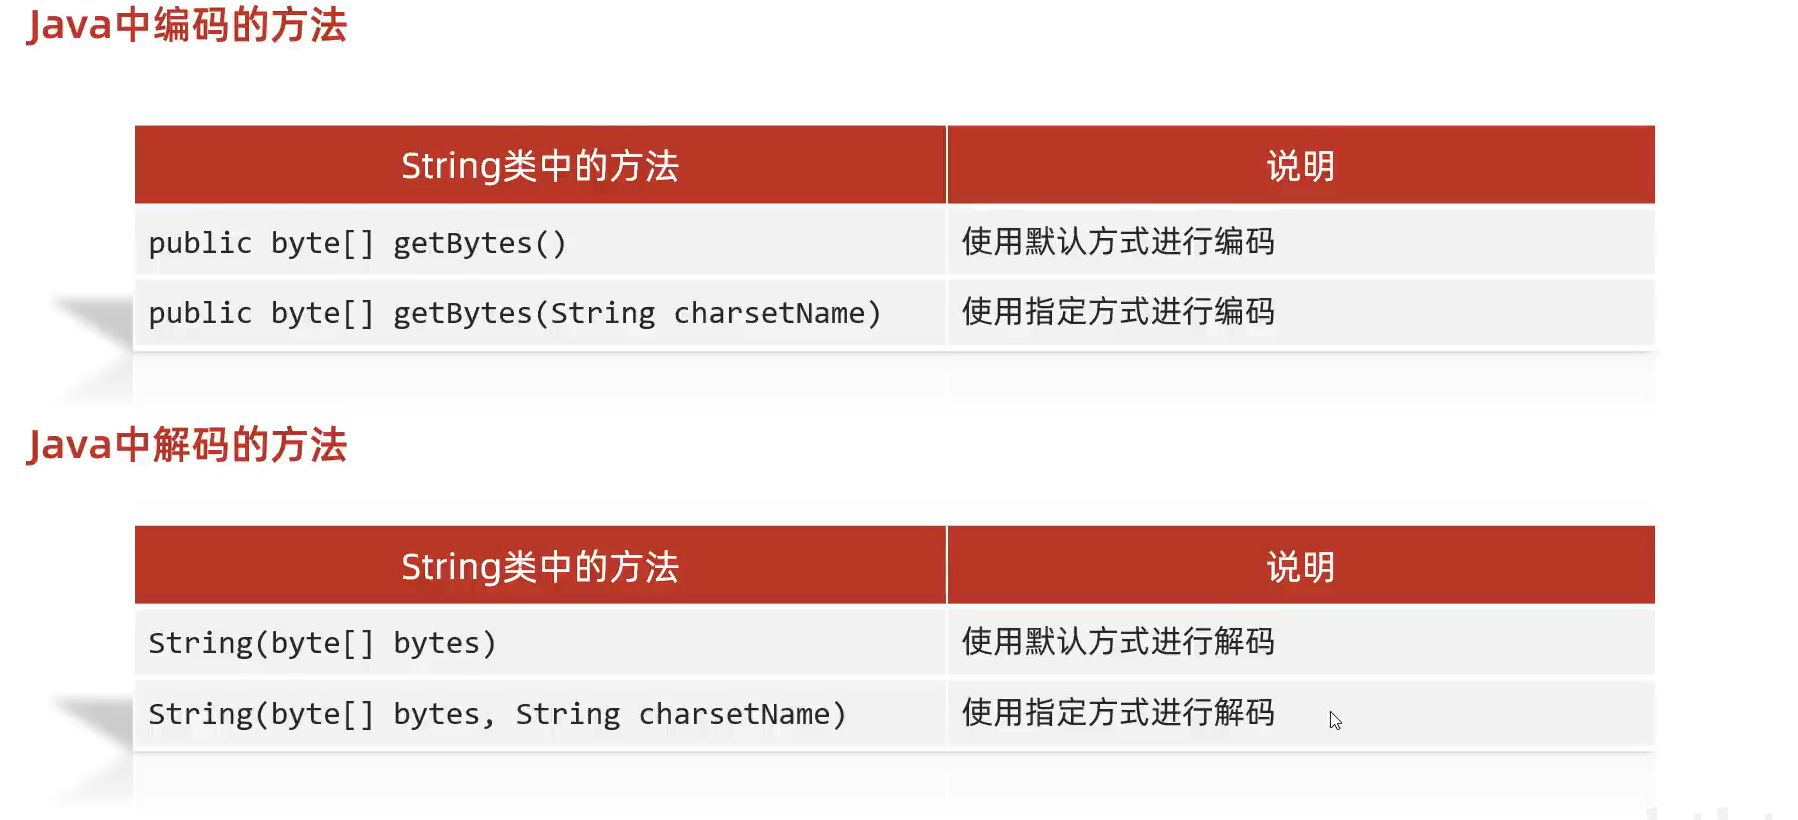 Java中编码的方法
String类中的方法 说明
public byte[] getBytes() 使用默认方式进行编码
public byte[] getBytes(String charsetName) 使用指定方式进行编码
Java中解码的方法
String类中的方法 说明
String(byte[] bytes) 使用默认方式进行解码
String(byte[] bytes, String charsetName) 使用指定方式进行解码